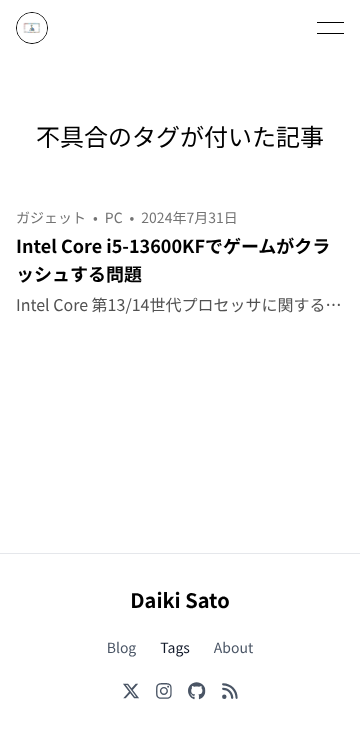 不具合のタグが付いた記事
ガジェット • PC • 2024年7月31日
Intel Core i5-13600KFでゲームがクラ
ッシュする問題
Intel Core 第13/14世代プロセッサに関する…
Daiki Sato
Blog Tags About